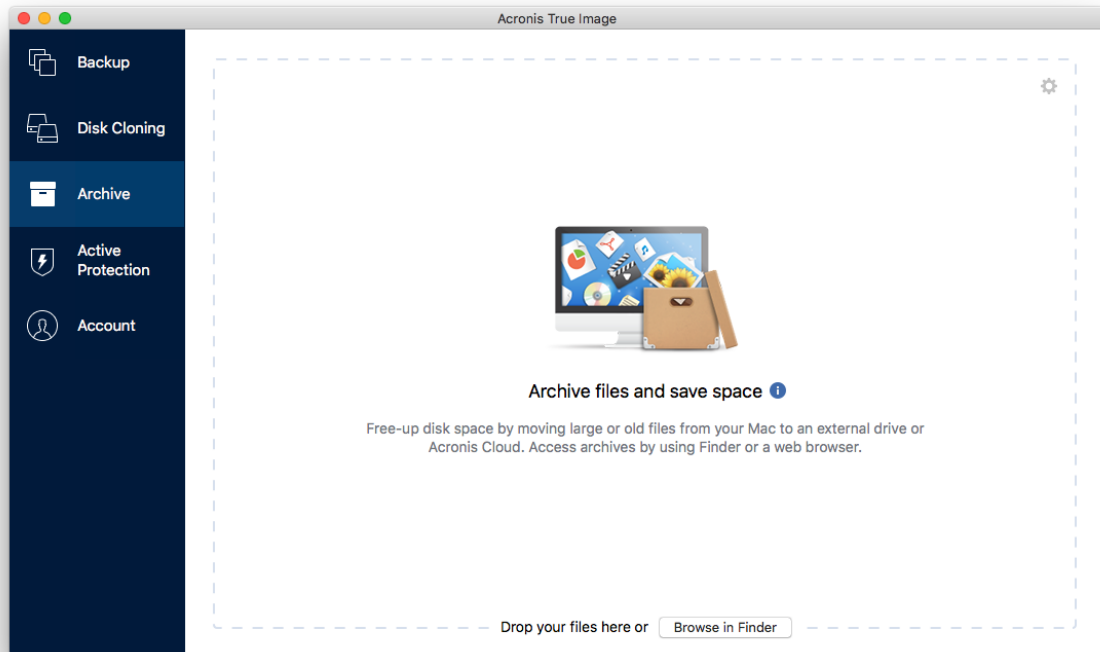 Acronis True Image
Backup
Disk Cloning
Archive
Active
Protection
Account
Archive files and save space
Free-up disk space by moving large or old files from your Mac to an external drive or
Acronis Cloud. Access archives by using Finder or a web browser.
Drop your files here or Browse in Finder